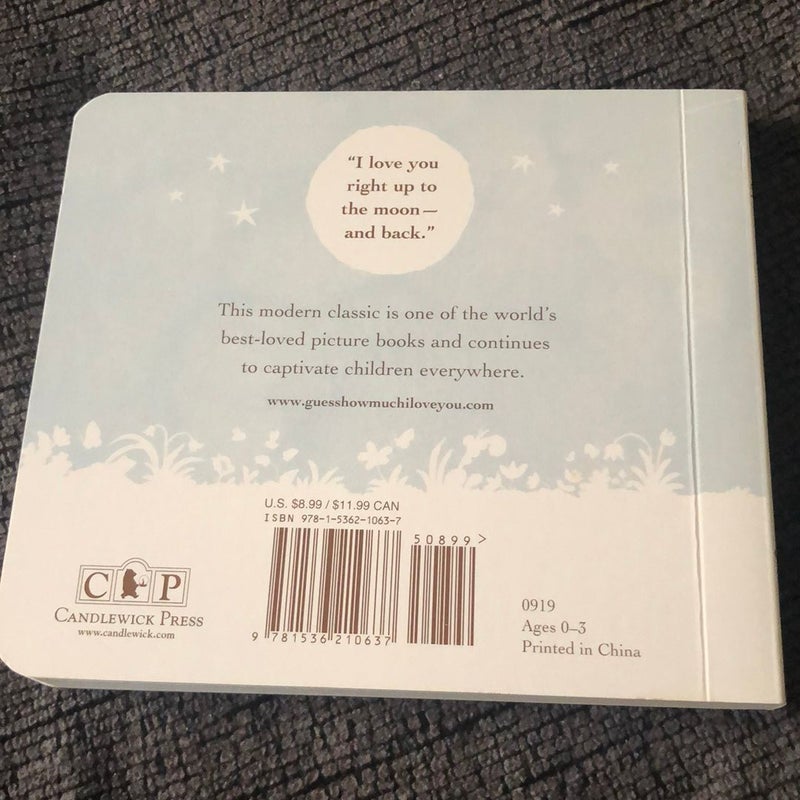 “I love you
right up to
the moon—
and back.”
This modern classic is one of the world’s
best-loved picture books and continues
to captivate children everywhere.
www.guesshowmuchiloveyou.com
U.S. $8.99 / $11.99 CAN
ISBN 978-1-5362-1063-7
50899>
9 781536 210637
C P
CANDLEWICK PRESS
www.candlewick.com
0919
Ages 0–3
Printed in China